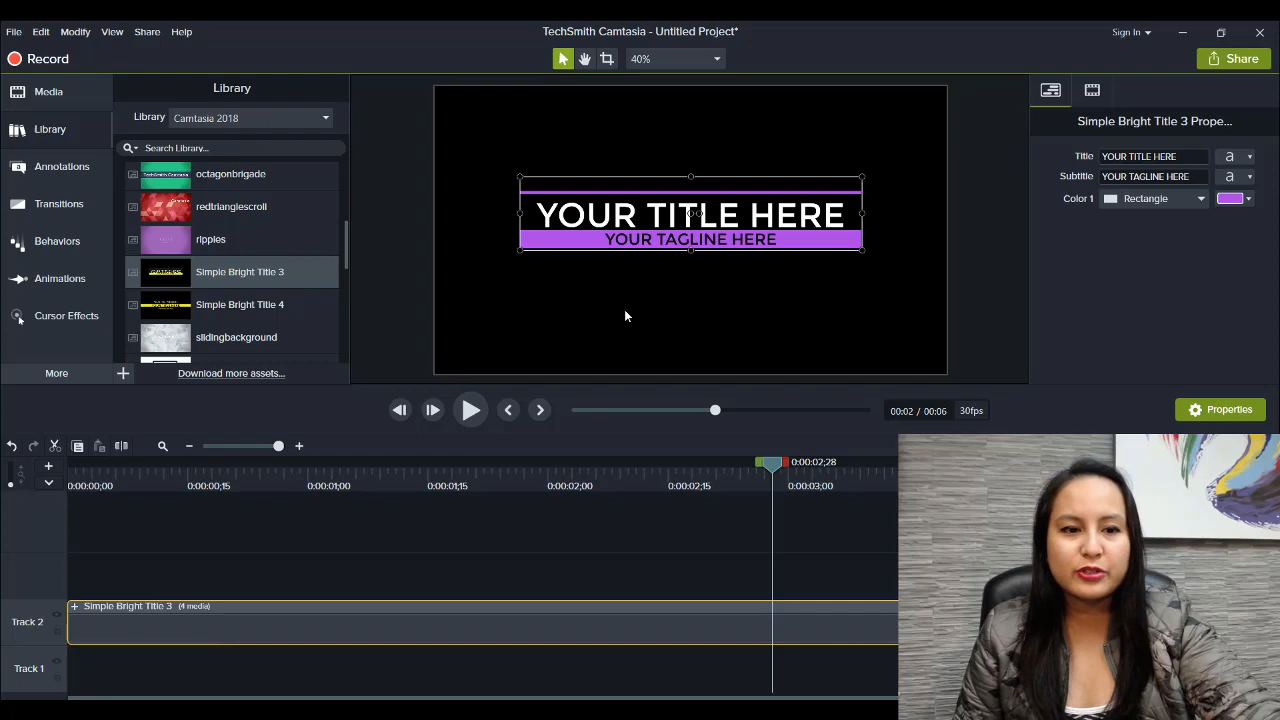 TechSmith Camtasia - Untitled Project*
File Edit Modify View Share Help
Sign In
Record
40%
Share
Media
Library
Annotations
Transitions
Behaviors
Animations
Cursor Effects
More
Library
Library Camtasia 2018
Search Library...
octagonbrigade
redtrianglescroll
ripples
Simple Bright Title 3
Simple Bright Title 4
slidingbackground
Download more assets...
YOUR TITLE HERE
YOUR TAGLINE HERE
Simple Bright Title 3 Prope...
Title YOUR TITLE HERE a
Subtitle YOUR TAGLINE HERE a
Color 1 Rectangle
00:02 / 00:06 30fps
Properties
0:00:02;28
0:00:00;00 0:00:00;15 0:00:01;00 0:00:01;15 0:00:02;00 0:00:02;15 0:00:03;00
Simple Bright Title 3 (4 media)
Track 2
Track 1